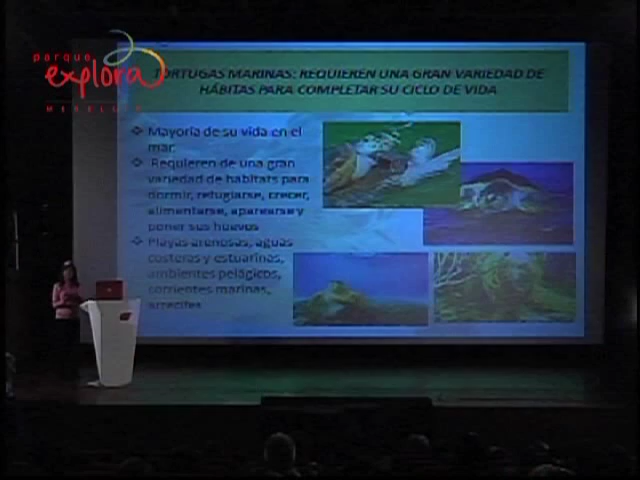 parque
explora
MEDELLÍN
TORTUGAS MARINAS: REQUIEREN UNA GRAN VARIEDAD DE
HÁBITAS PARA COMPLETAR SU CICLO DE VIDA
❖ Mayoría de su vida en el
mar.
❖ Requieren de una gran
variedad de hábitats para
dormir, refugiarse, crecer,
alimentarse, aparearse y
poner sus huevos
❖ Playas arenosas, aguas
costeras y estuarinas,
ambientes pelágicos,
corrientes marinas,
arrecifes